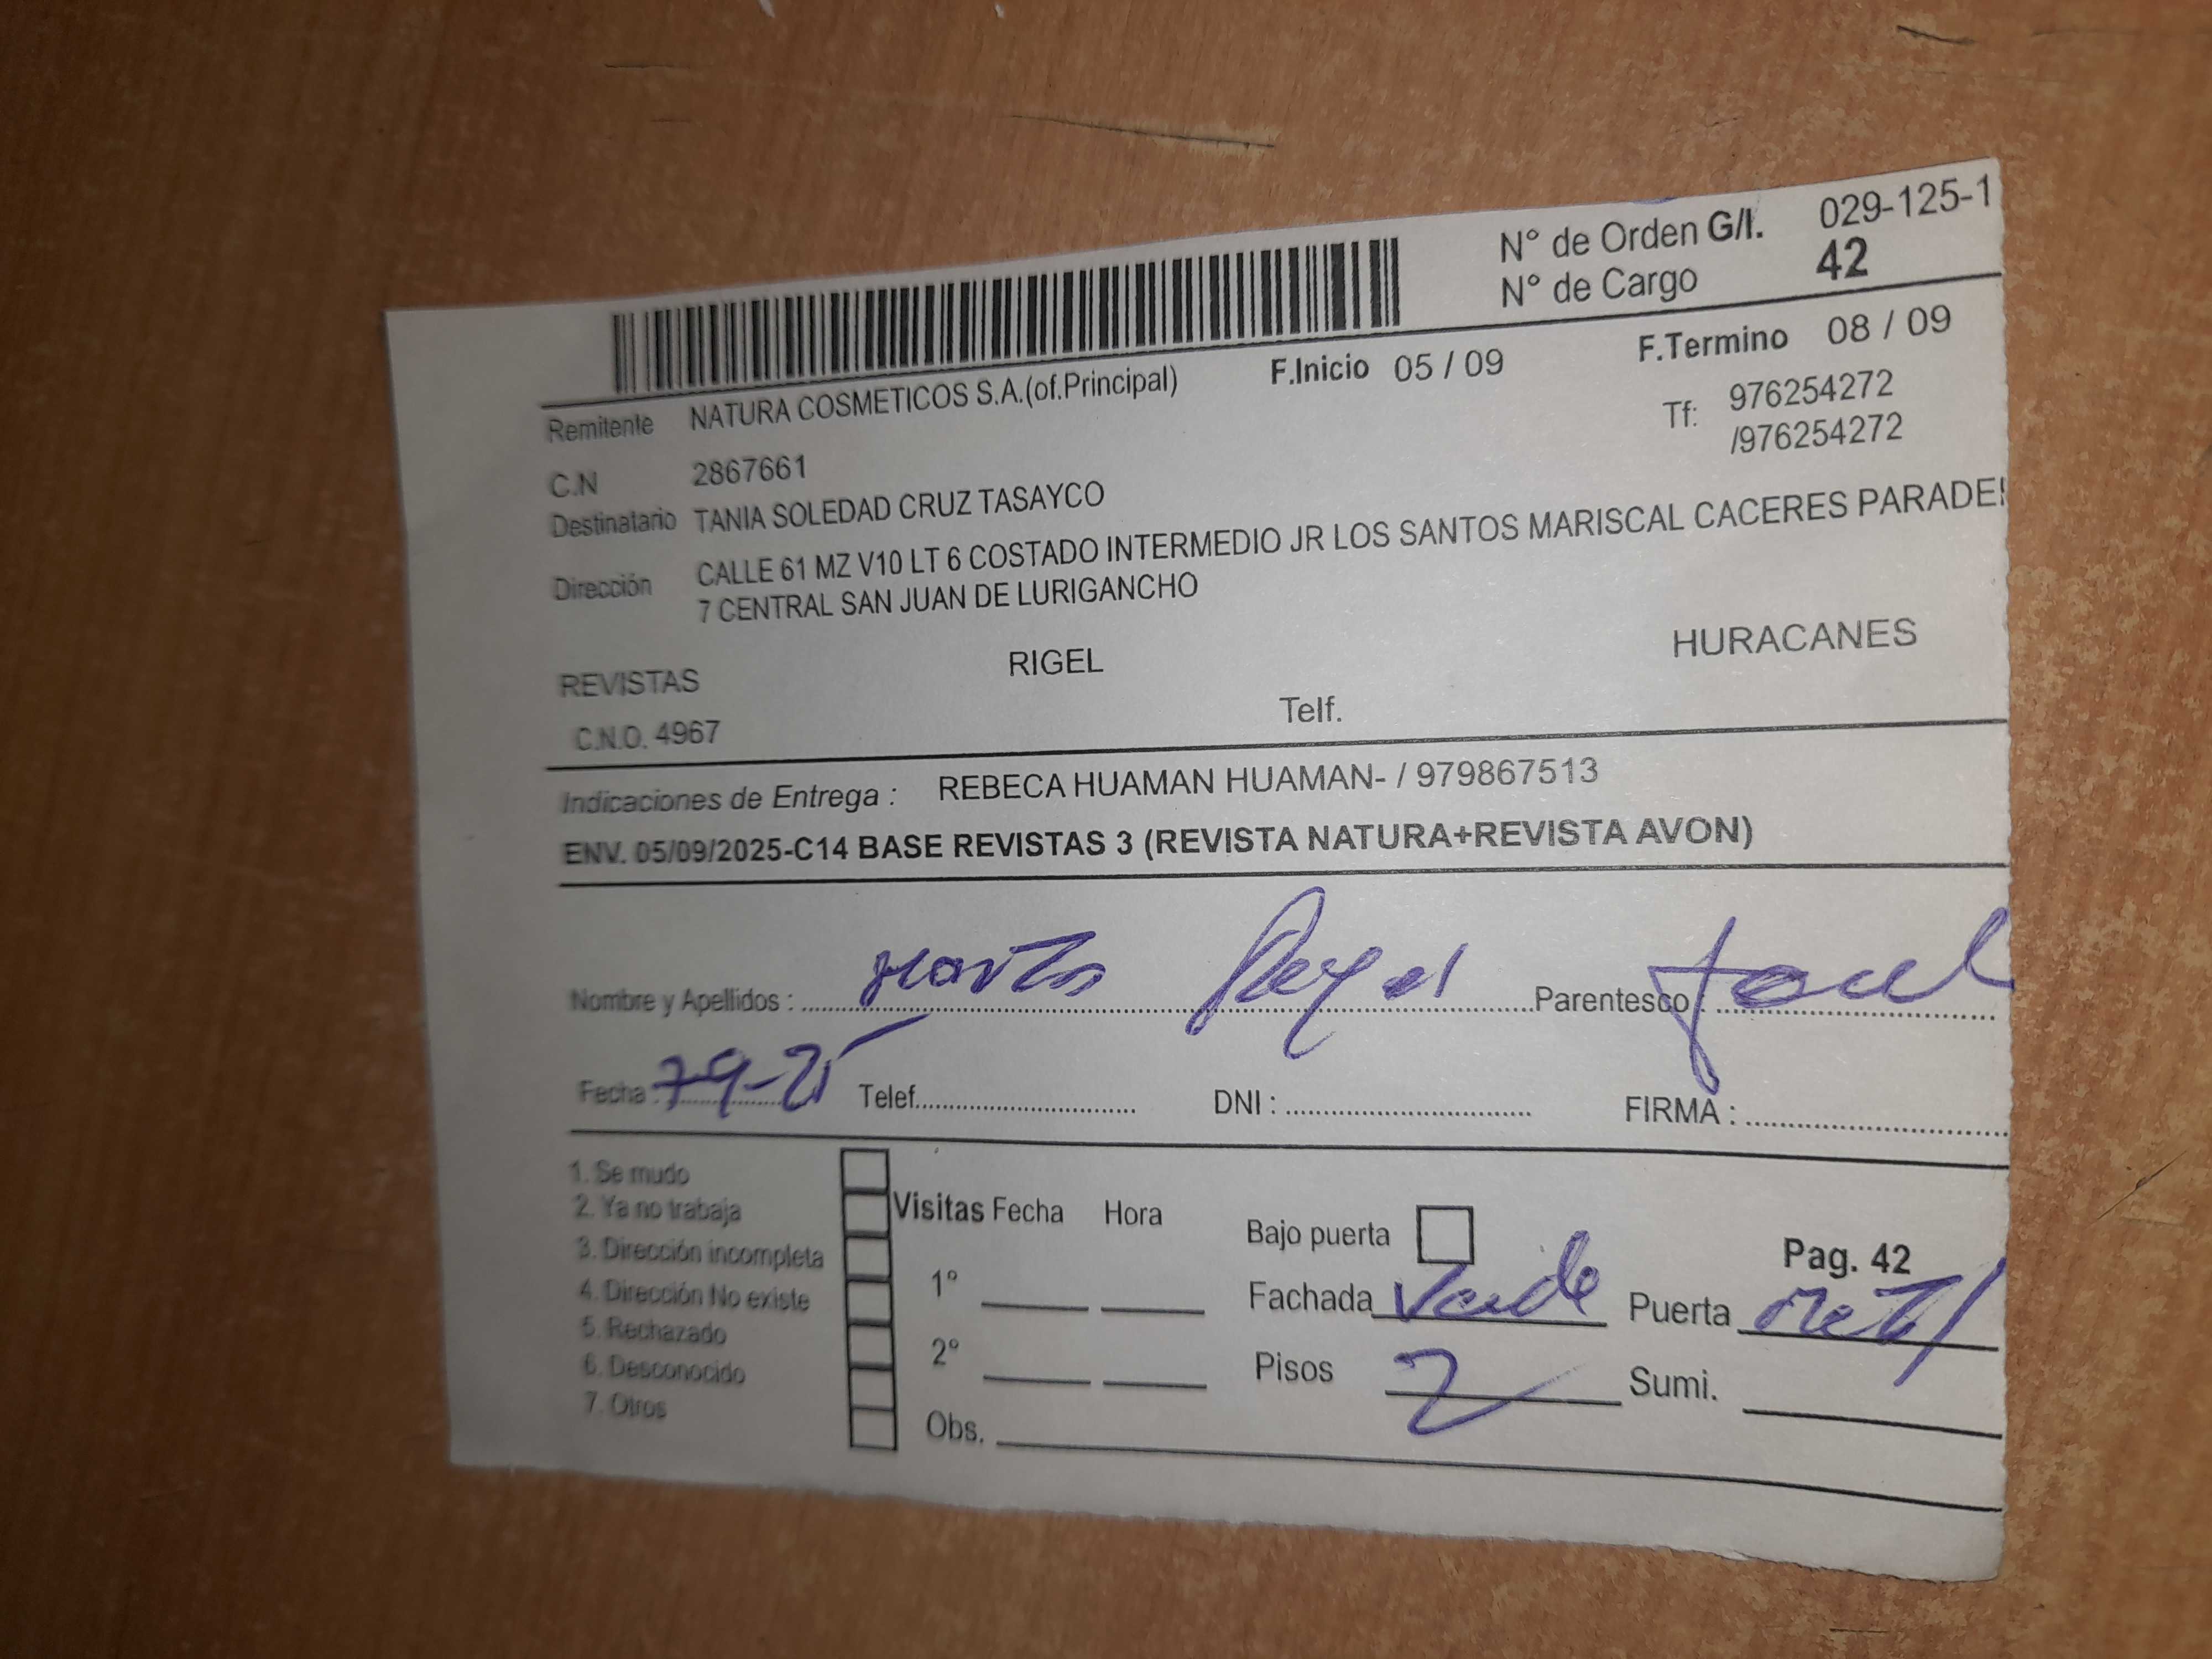 N° de Orden G/I. 029-125-1
N° de Cargo 42
F.Inicio 05 / 09 F.Termino 08 / 09
Remitente NATURA COSMETICOS S.A.(of.Principal)
Tf: 976254272
/976254272
C.N 2867661
Destinatario TANIA SOLEDAD CRUZ TASAYCO
Dirección CALLE 61 MZ V10 LT 6 COSTADO INTERMEDIO JR LOS SANTOS MARISCAL CACERES
7 CENTRAL SAN JUAN DE LURIGANCHO
REVISTAS RIGEL HURACANES
C.N.O. 4967 Telf.
Indicaciones de Entrega : REBECA HUAMAN HUAMAN- / 979867513
ENV. 05/09/2025-C14 BASE REVISTAS 3 (REVISTA NATURA+REVISTA AVON)
Nombre y Apellidos : Parentesco :
Fecha : 7-9-25 Telef. DNI : FIRMA :
1. Se mudo
2. Ya no trabaja
3. Dirección incompleta
4. Dirección No existe
5. Rechazado
6. Desconocido
7. Otros
Visitas Fecha Hora
1°
2°
Obs.
Bajo puerta Pag. 42
Fachada Verde Puerta Metal
Pisos 2 Sumi.